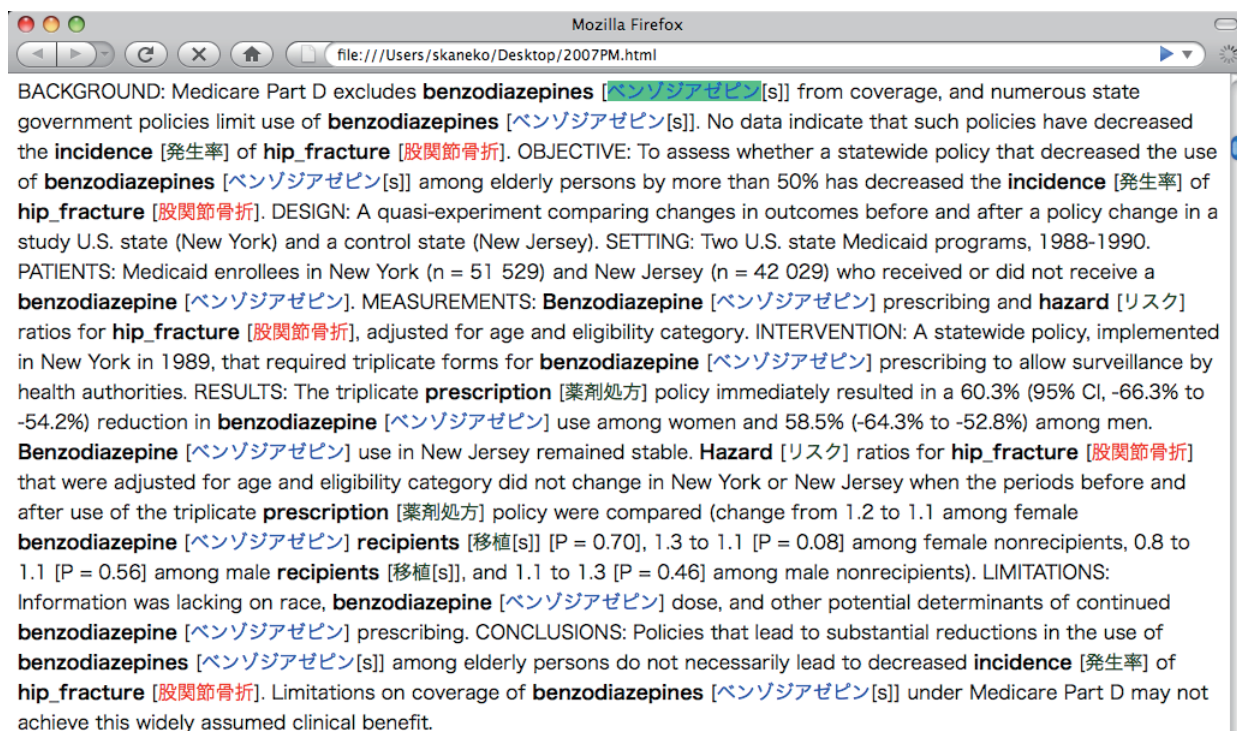 Mozilla Firefox
file:///Users/skaneko/Desktop/2007PM.html
BACKGROUND: Medicare Part D excludes benzodiazepines [ベンゾジアゼピン[s]] from coverage, and numerous state
government policies limit use of benzodiazepines [ベンゾジアゼピン[s]]. No data indicate that such policies have decreased
the incidence [発生率] of hip_fracture [股関節骨折]. OBJECTIVE: To assess whether a statewide policy that decreased the use
of benzodiazepines [ベンゾジアゼピン[s]] among elderly persons by more than 50% has decreased the incidence [発生率] of
hip_fracture [股関節骨折]. DESIGN: A quasi-experiment comparing changes in outcomes before and after a policy change in a
study U.S. state (New York) and a control state (New Jersey). SETTING: Two U.S. state Medicaid programs, 1988-1990.
PATIENTS: Medicaid enrollees in New York (n = 51 529) and New Jersey (n = 42 029) who received or did not receive a
benzodiazepine [ベンゾジアゼピン]. MEASUREMENTS: Benzodiazepine [ベンゾジアゼピン] prescribing and hazard [リスク]
ratios for hip_fracture [股関節骨折], adjusted for age and eligibility category. INTERVENTION: A statewide policy, implemented
in New York in 1989, that required triplicate forms for benzodiazepine [ベンゾジアゼピン] prescribing to allow surveillance by
health authorities. RESULTS: The triplicate prescription [薬剤処方] policy immediately resulted in a 60.3% (95% CI, -66.3% to
-54.2%) reduction in benzodiazepine [ベンゾジアゼピン] use among women and 58.5% (-64.3% to -52.8%) among men.
Benzodiazepine [ベンゾジアゼピン] use in New Jersey remained stable. Hazard [リスク] ratios for hip_fracture [股関節骨折]
that were adjusted for age and eligibility category did not change in New York or New Jersey when the periods before and
after use of the triplicate prescription [薬剤処方] policy were compared (change from 1.2 to 1.1 among female
benzodiazepine [ベンゾジアゼピン] recipients [移植[s]] [P = 0.70], 1.3 to 1.1 [P = 0.08] among female nonrecipients, 0.8 to
1.1 [P = 0.56] among male recipients [移植[s]], and 1.1 to 1.3 [P = 0.46] among male nonrecipients). LIMITATIONS:
Information was lacking on race, benzodiazepine [ベンゾジアゼピン] dose, and other potential determinants of continued
benzodiazepine [ベンゾジアゼピン] prescribing. CONCLUSIONS: Policies that lead to substantial reductions in the use of
benzodiazepines [ベンゾジアゼピン[s]] among elderly persons do not necessarily lead to decreased incidence [発生率] of
hip_fracture [股関節骨折]. Limitations on coverage of benzodiazepines [ベンゾジアゼピン[s]] under Medicare Part D may not
achieve this widely assumed clinical benefit.